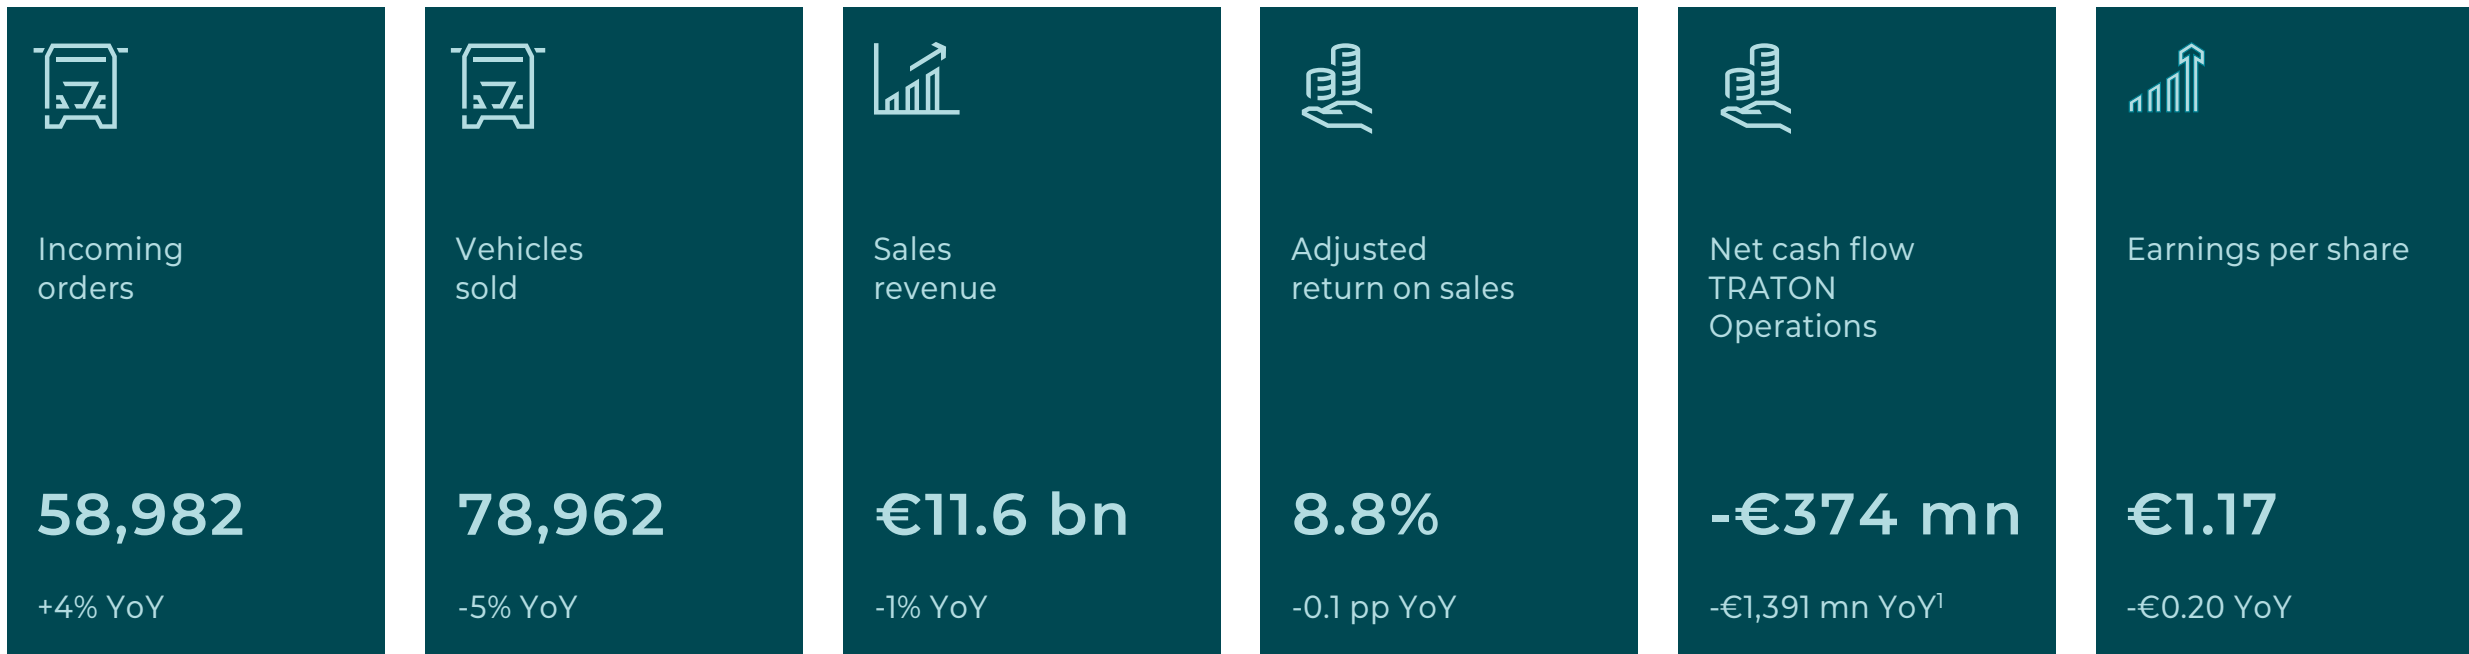 Incoming
orders
58,982
+4% YoY
Vehicles
sold
78,962
-5% YoY
Sales
revenue
€11.6 bn
-1% YoY
Adjusted
return on sales
8.8%
-0.1 pp YoY
Net cash flow
TRATON
Operations
-€374 mn
-€1,391 mn YoY¹
Earnings per share
€1.17
-€0.20 YoY